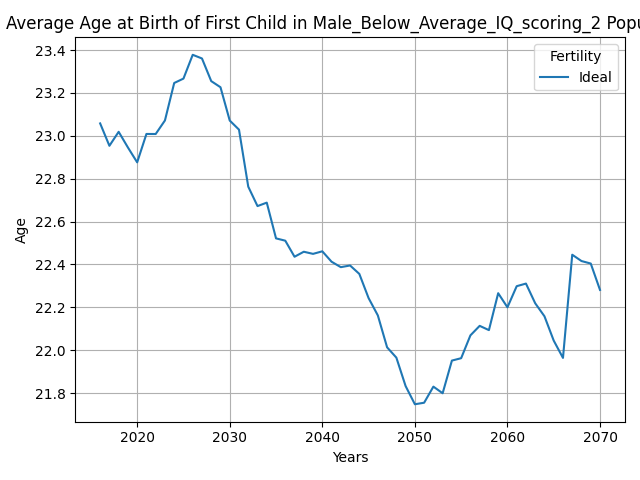 Average Age at Birth of First Child in Male_Below_Average_IQ_scoring_2
Fertility
Ideal
23.4
23.2
23.0
22.8
22.6
22.4
22.2
22.0
21.8
Age
2020 2030 2040 2050 2060 2070
Years